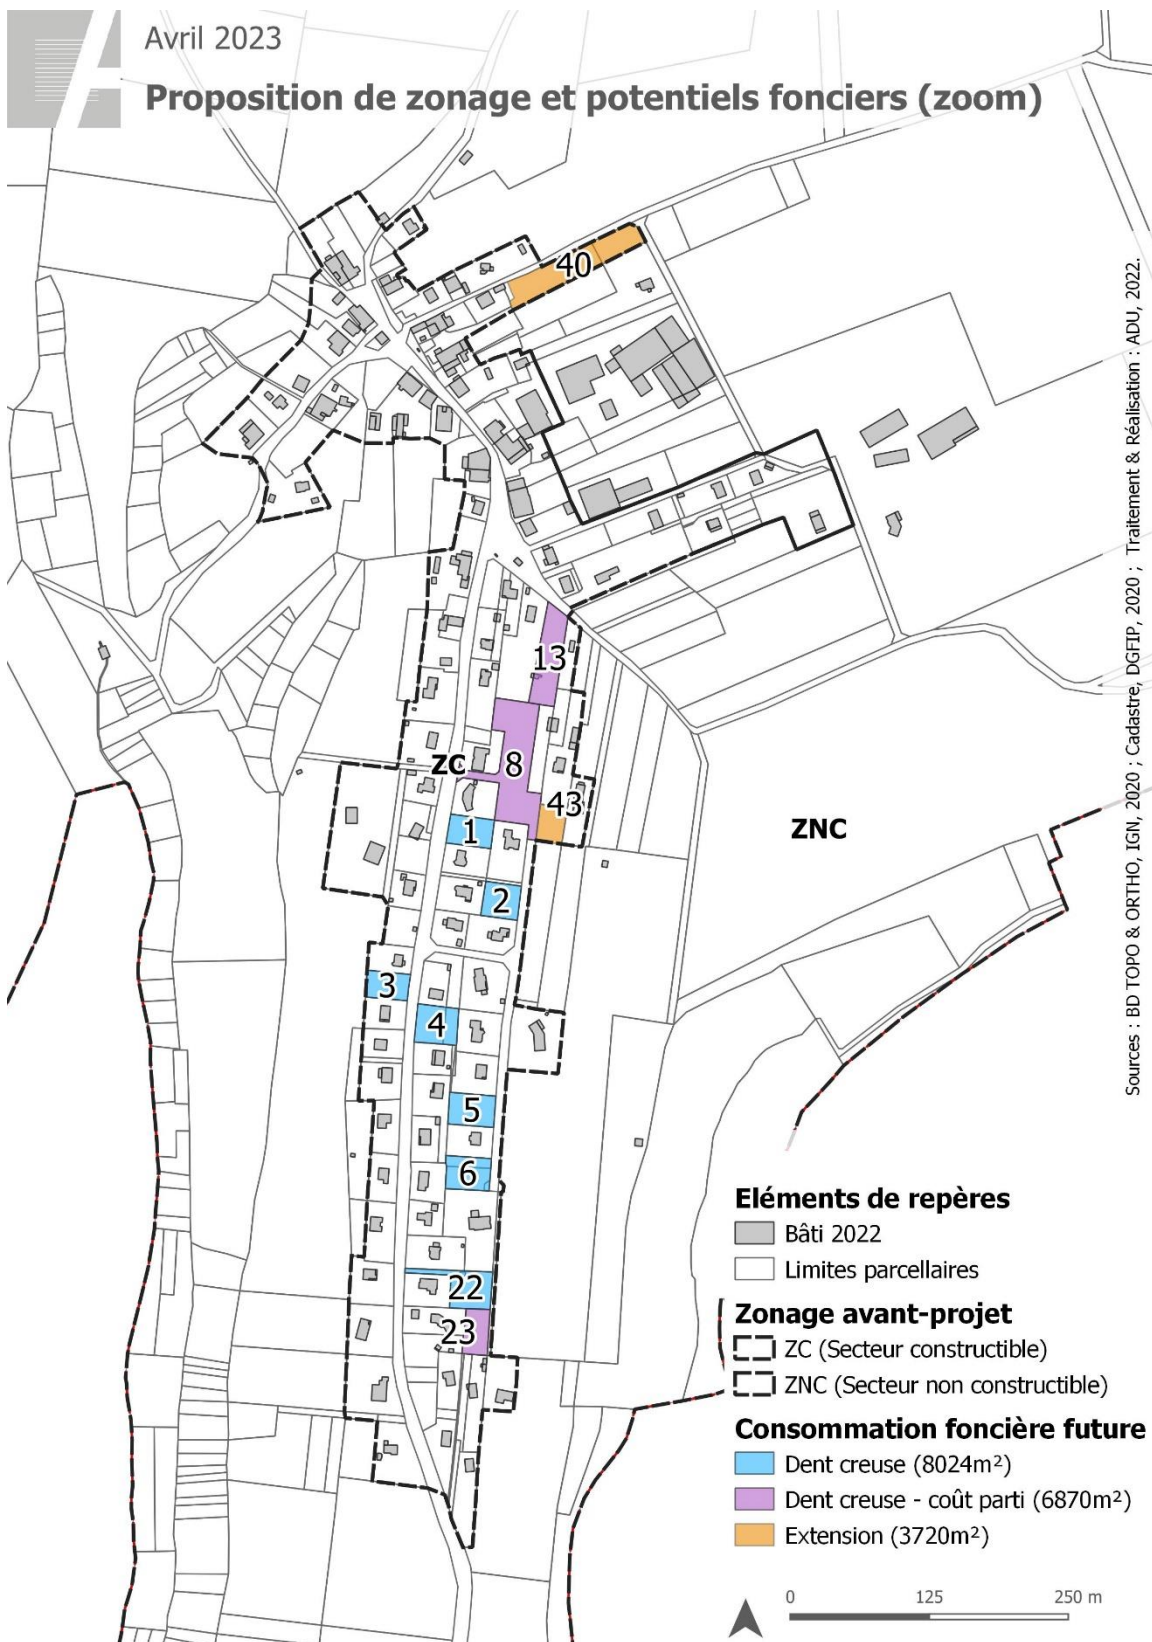 Avril 2023
Proposition de zonage et potentiels fonciers (zoom)
40
13
ZC
8
43
1
ZNC
2
3
4
5
6
22
23
Sources : BD TOPO & ORTHO, IGN, 2020 ; Cadastre, DGFIP, 2020 ; Traitement & Réalisation : ADU, 2022.
Eléments de repères
Bâti 2022
Limites parcellaires
Zonage avant-projet
ZC (Secteur constructible)
ZNC (Secteur non constructible)
Consommation foncière future
Dent creuse (8024m²)
Dent creuse - coût parti (6870m²)
Extension (3720m²)
0 125 250 m